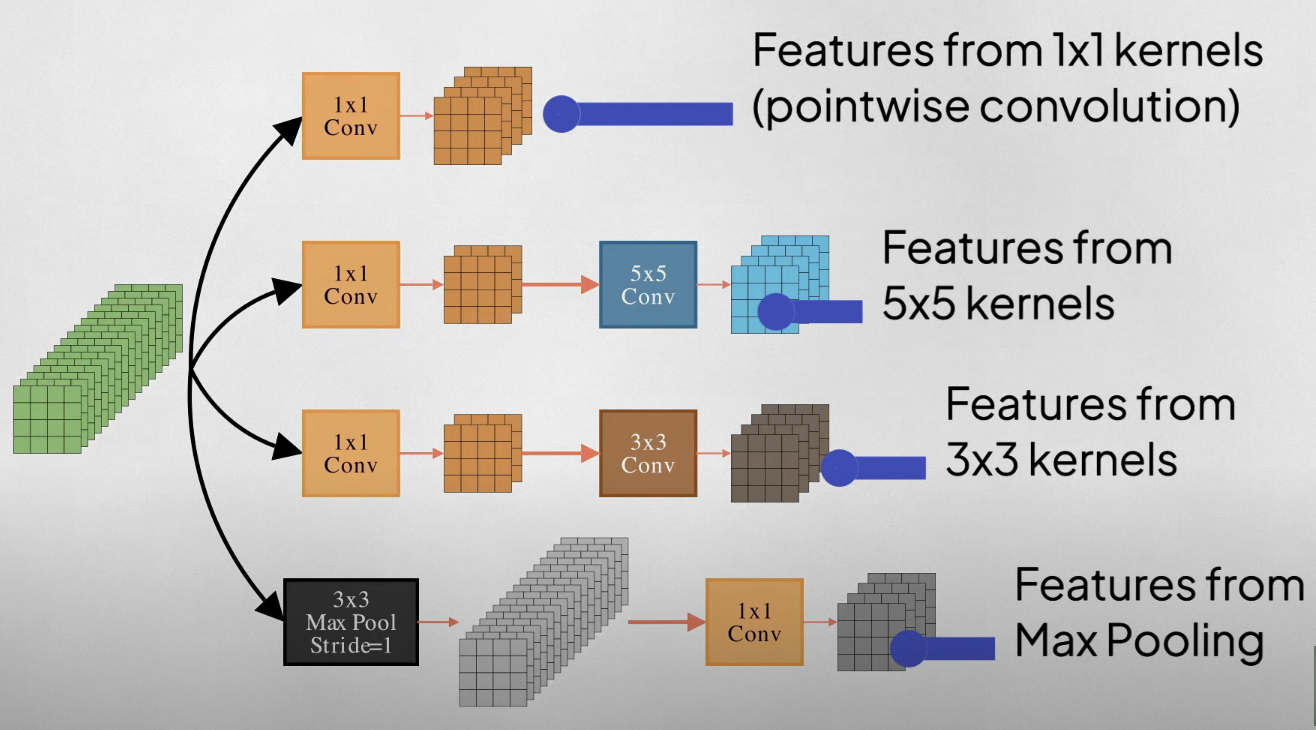 Features from 1x1 kernels
(pointwise convolution)
1x1
Conv
1x1
Conv
5x5
Conv
Features from
5x5 kernels
1x1
Conv
3x3
Conv
Features from
3x3 kernels
3x3
Max Pool
Stride=1
1x1
Conv
Features from
Max Pooling